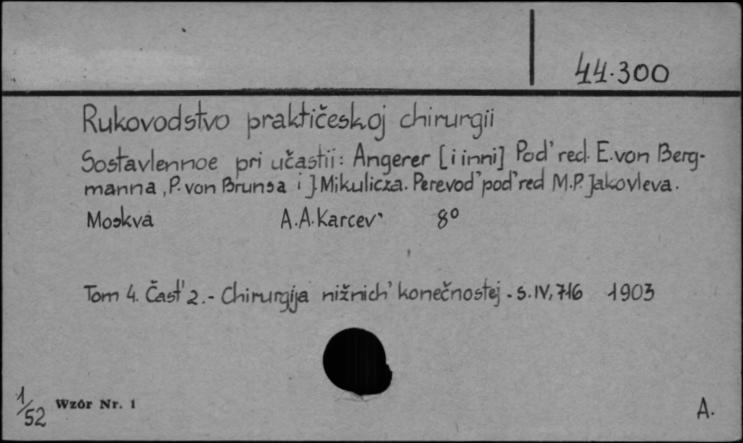 44.300
Rukovodstvo praktičeskoj chirurgii
Sostavlennoe pri učastii: Angerer [i inni] Pod' red. E. von Berg-
manna, P. von Brunsa i J. Mikulicza. Perevod' pod' red M.P. Jakovleva.
Moskva A.A. Karcev' 8°
Tom 4. Čast' 2. - Chirurgija nižnich' konečnostej. s. IV, 716 1903
1/52 Wzór Nr. 1
A.